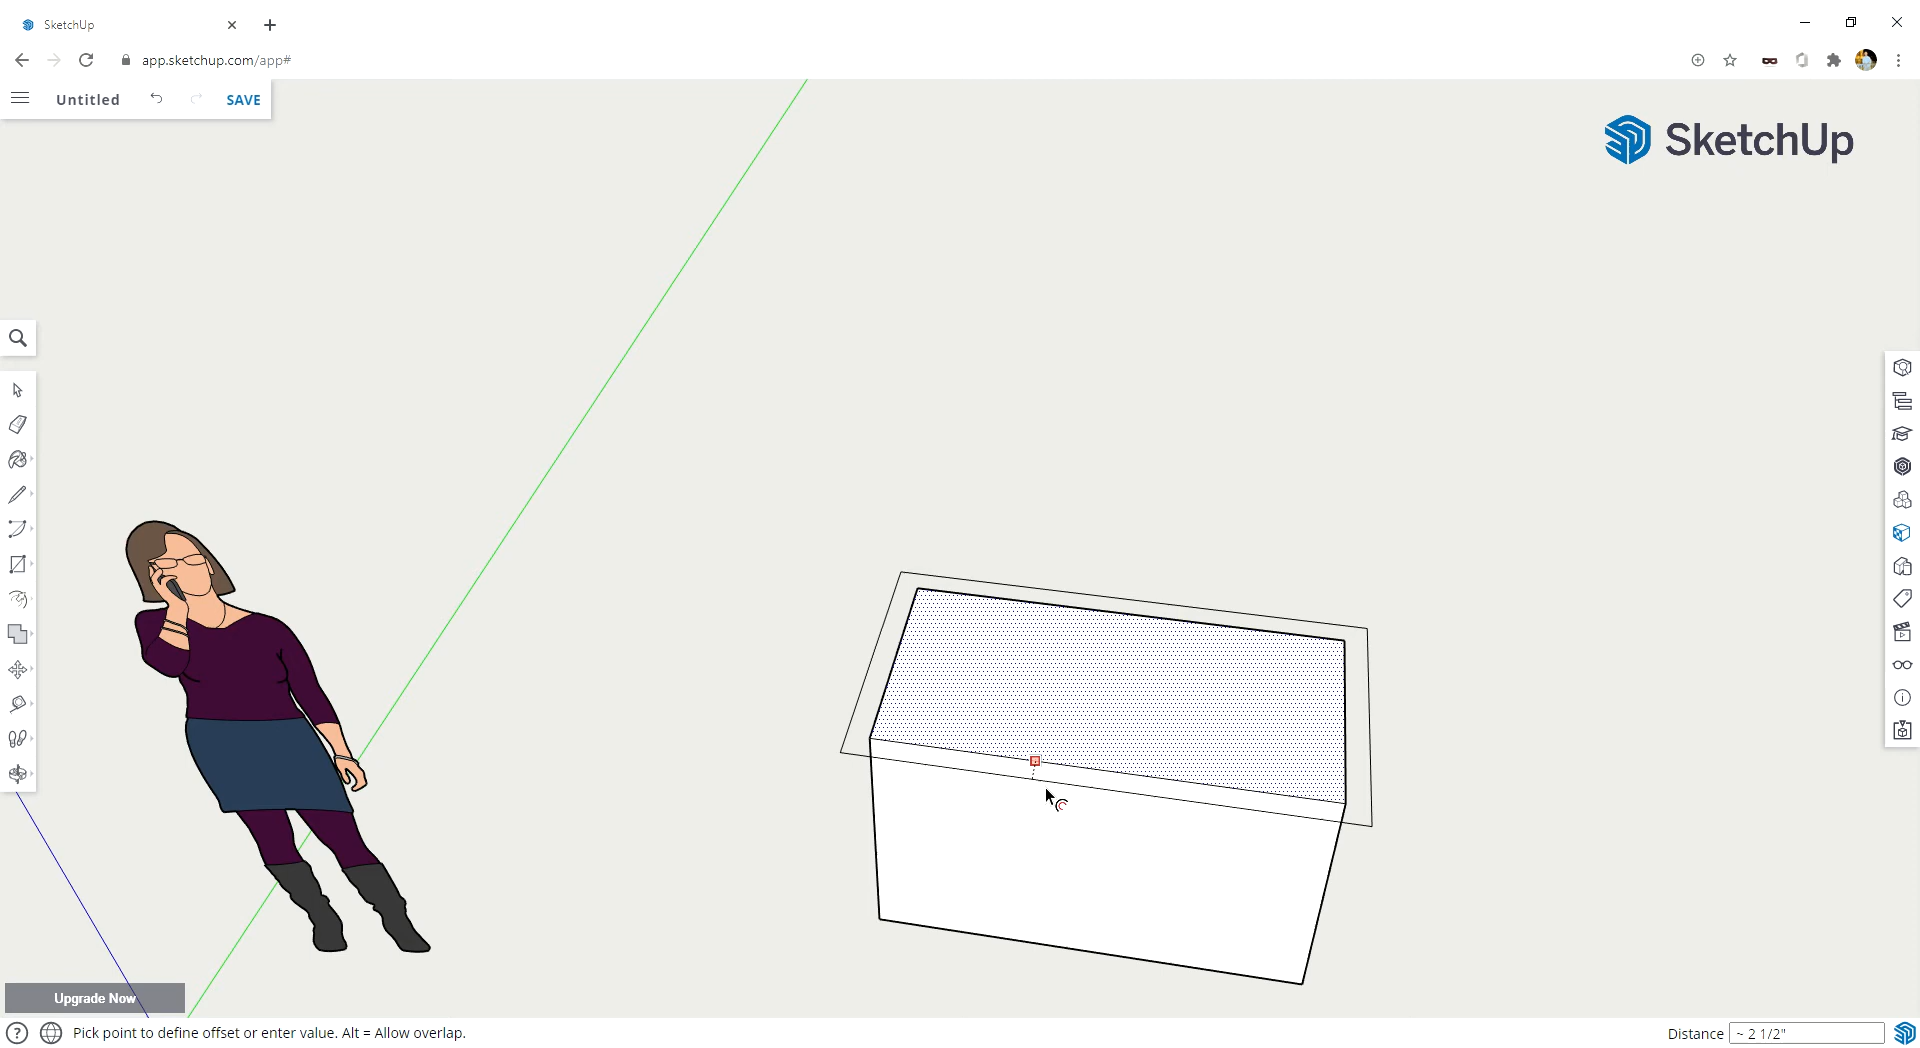 SketchUp
app.sketchup.com/app#
Untitled
SAVE
SketchUp
Upgrade Now
Pick point to define offset or enter value. Alt = Allow overlap.
Distance
~ 2 1/2"